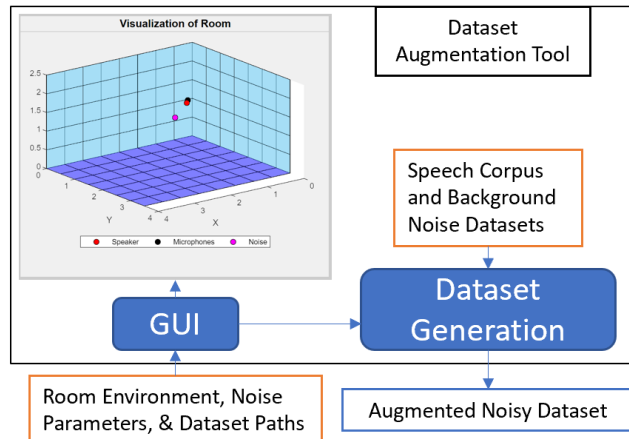 Visualization of Room
Dataset
Augmentation Tool
2.5
2
1.5
1
0.5
0
0
1
2
3
4
Y
4
3
2
1
0
X
Speaker
Microphones
Noise
Speech Corpus
and Background
Noise Datasets
GUI
Dataset
Generation
Room Environment, Noise
Parameters, & Dataset Paths
Augmented Noisy Dataset